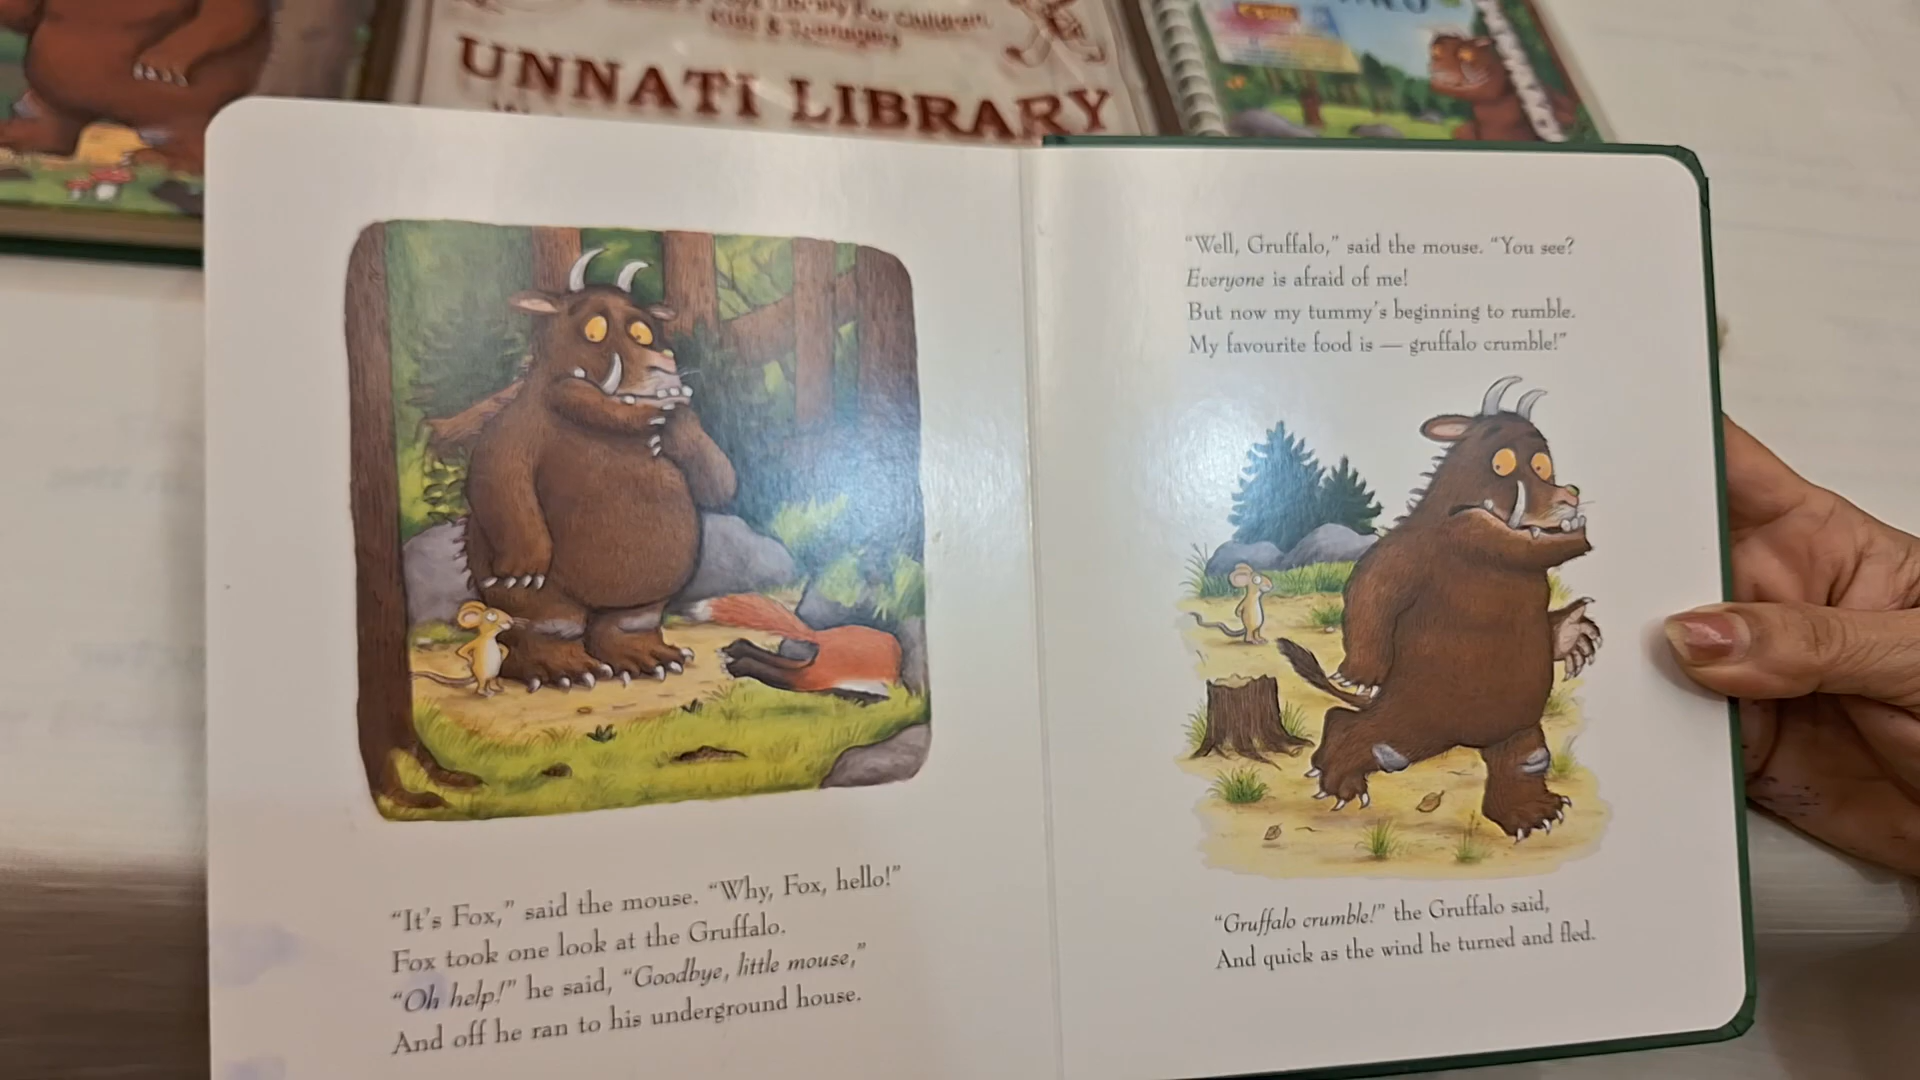 Kids & Teenagers
UNNATI LIBRARY
“It’s Fox,” said the mouse. “Why, Fox, hello!”
Fox took one look at the Gruffalo.
“Oh help!” he said, “Goodbye, little mouse,”
And off he ran to his underground house.
“Well, Gruffalo,” said the mouse. “You see?
Everyone is afraid of me!
But now my tummy’s beginning to rumble.
My favourite food is — gruffalo crumble!”
“Gruffalo crumble!” the Gruffalo said,
And quick as the wind he turned and fled.